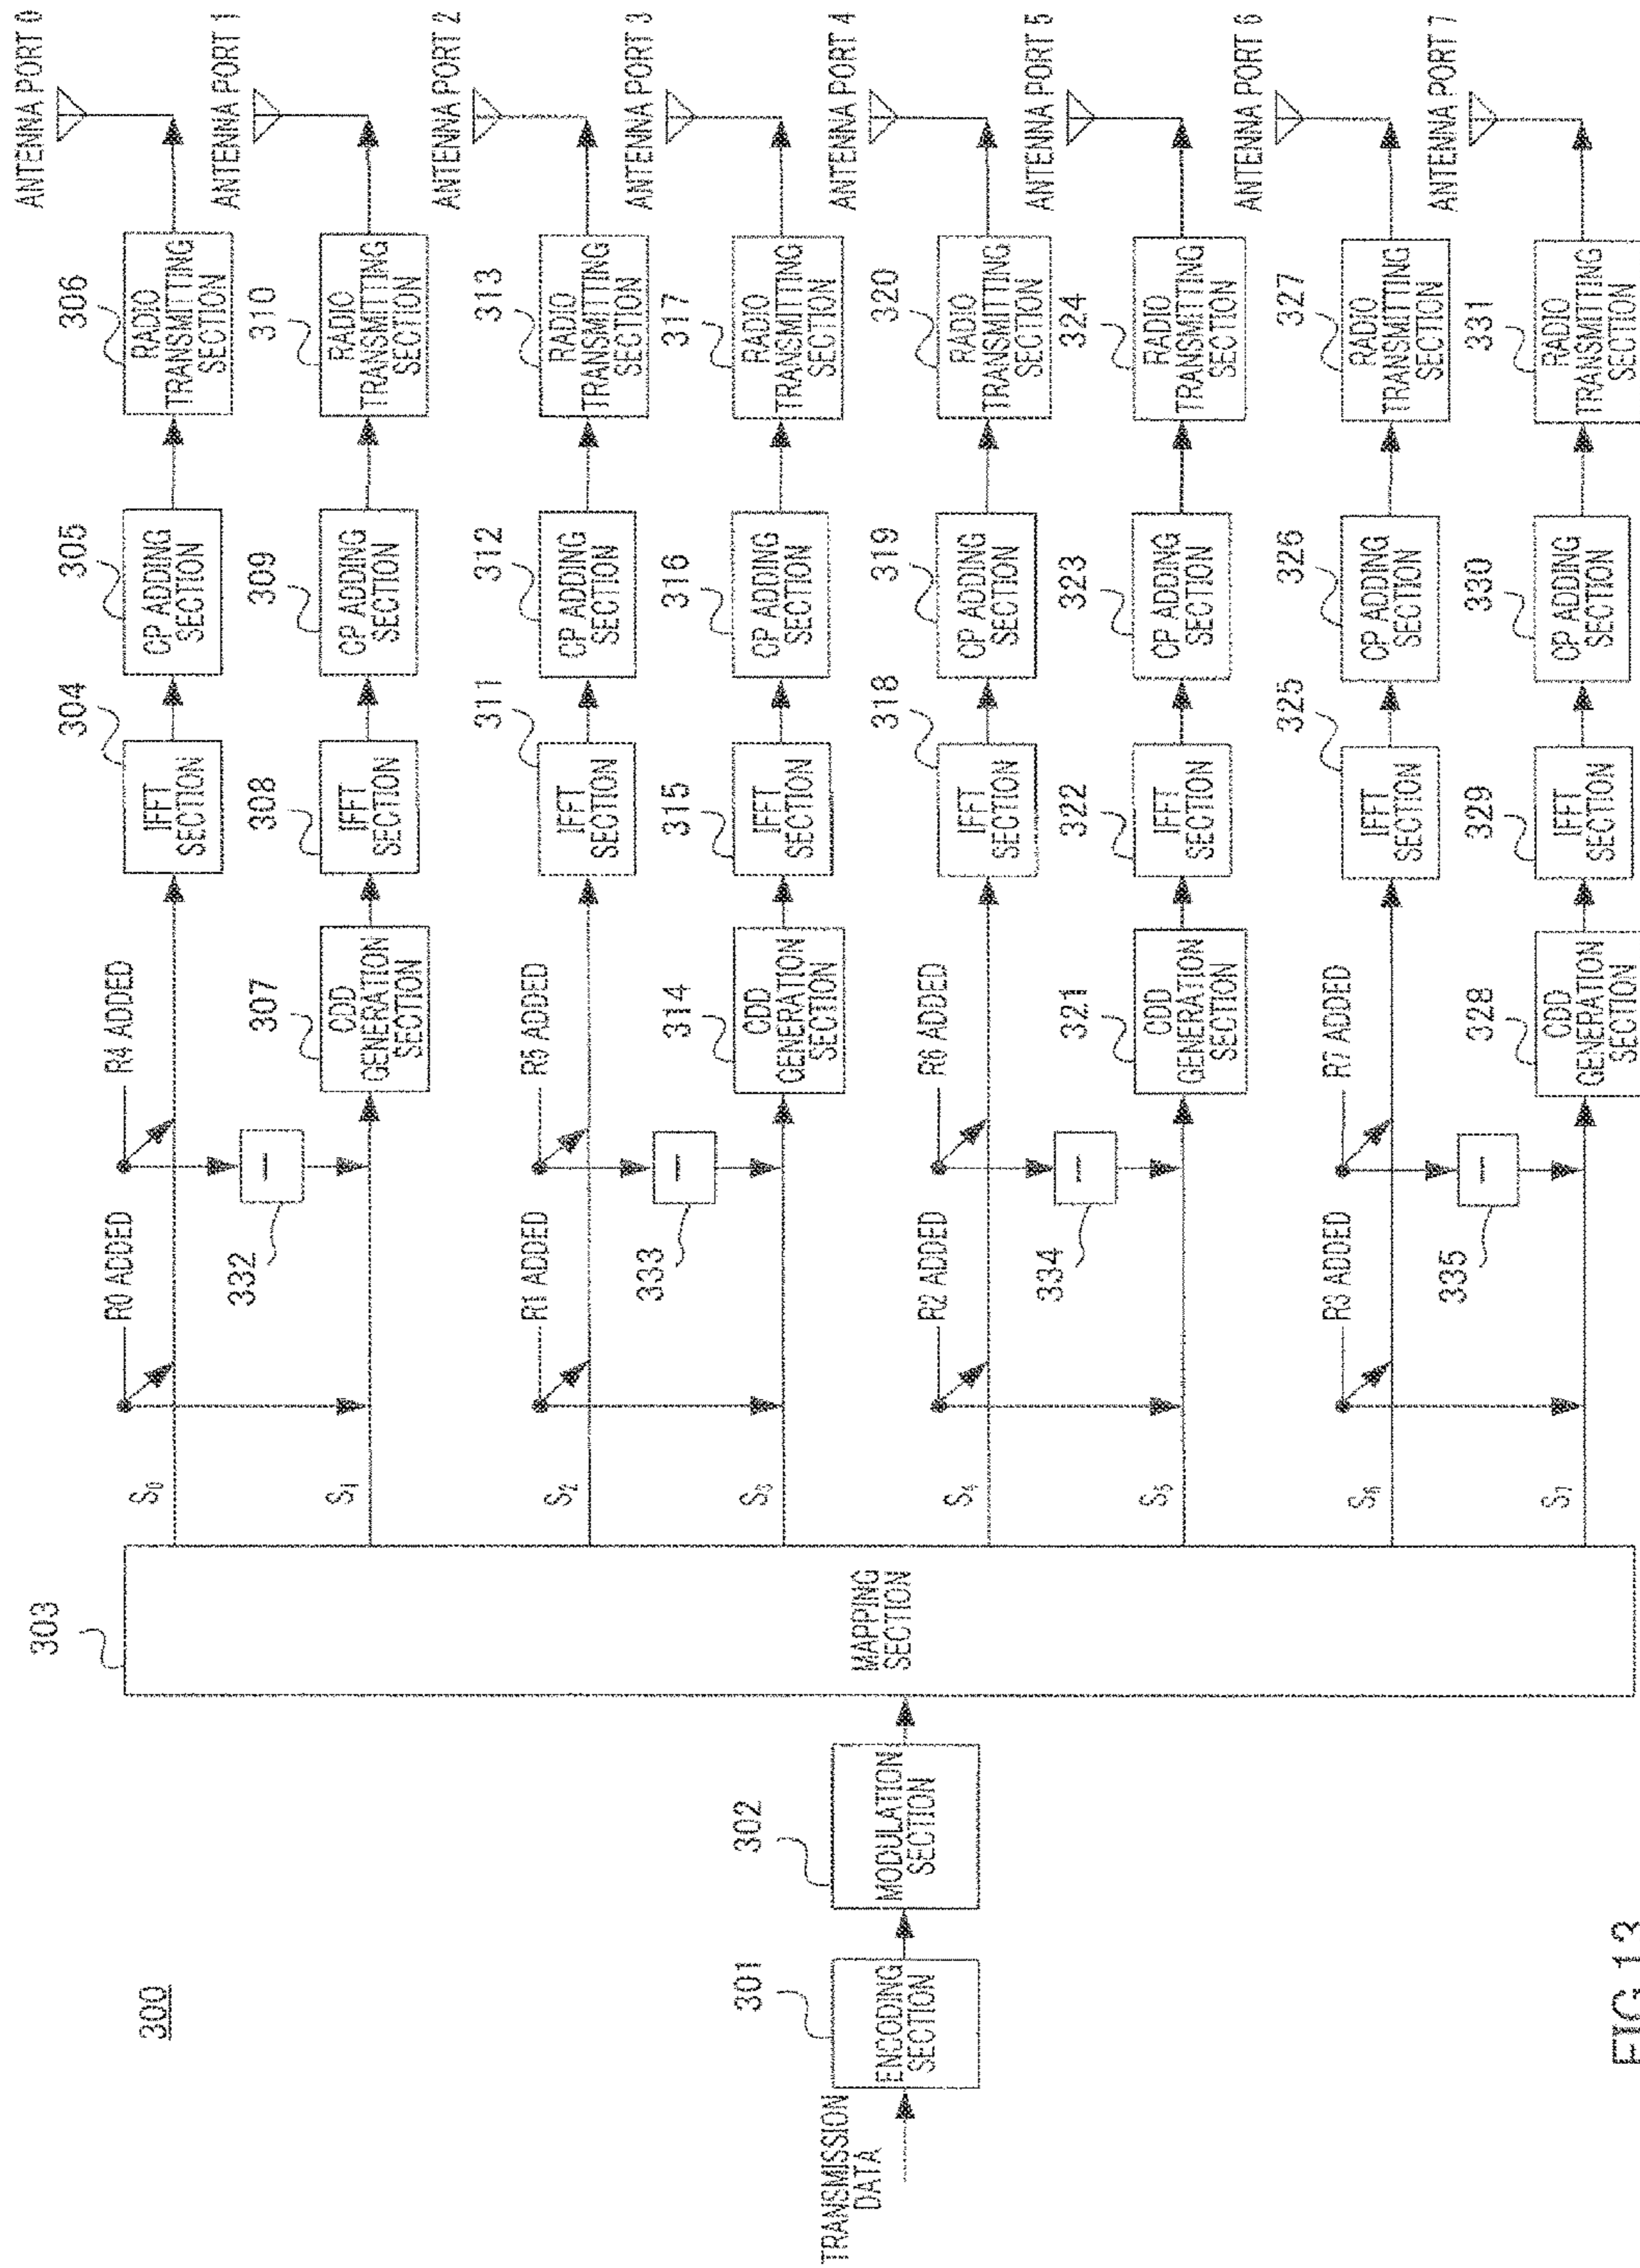 300
TRANSMISSION
DATA
301
ENCODING
SECTION
302
MODULATION
SECTION
303
MAPPING
SECTION
S0
R0 ADDED
R4 ADDED
304
IFFT
SECTION
305
CP ADDING
SECTION
306
RADIO
TRANSMITTING
SECTION
ANTENNA PORT 0
332
−
S1
307
CDD
GENERATION
SECTION
308
IFFT
SECTION
309
CP ADDING
SECTION
310
RADIO
TRANSMITTING
SECTION
ANTENNA PORT 1
S2
R1 ADDED
R5 ADDED
311
IFFT
SECTION
312
CP ADDING
SECTION
313
RADIO
TRANSMITTING
SECTION
ANTENNA PORT 2
333
−
S3
314
CDD
GENERATION
SECTION
315
IFFT
SECTION
316
CP ADDING
SECTION
317
RADIO
TRANSMITTING
SECTION
ANTENNA PORT 3
S4
R2 ADDED
R6 ADDED
318
IFFT
SECTION
319
CP ADDING
SECTION
320
RADIO
TRANSMITTING
SECTION
ANTENNA PORT 4
334
−
S5
321
CDD
GENERATION
SECTION
322
IFFT
SECTION
323
CP ADDING
SECTION
324
RADIO
TRANSMITTING
SECTION
ANTENNA PORT 5
S6
R3 ADDED
R7 ADDED
325
IFFT
SECTION
326
CP ADDING
SECTION
327
RADIO
TRANSMITTING
SECTION
ANTENNA PORT 6
335
−
S7
328
CDD
GENERATION
SECTION
329
IFFT
SECTION
330
CP ADDING
SECTION
331
RADIO
TRANSMITTING
SECTION
ANTENNA PORT 7
FIG.13